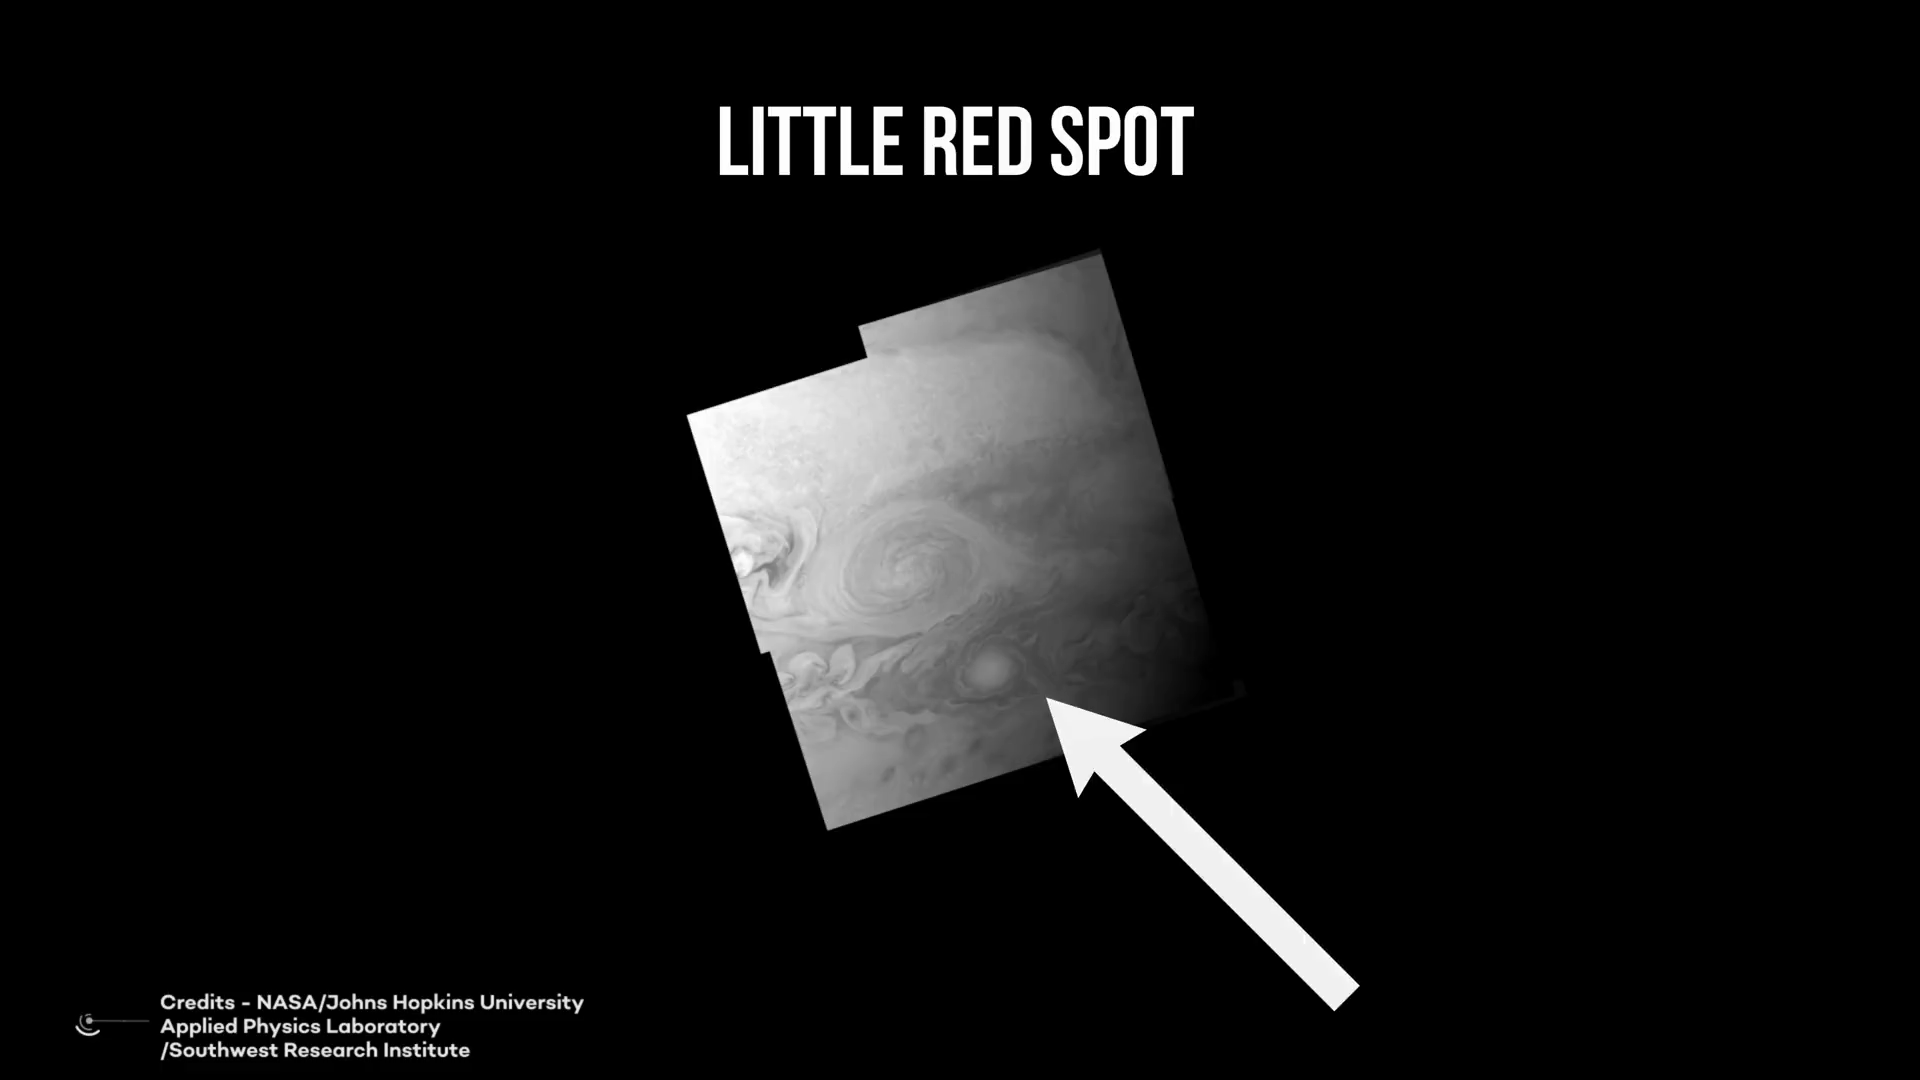 LITTLE RED SPOT
Credits - NASA/Johns Hopkins University
Applied Physics Laboratory
/Southwest Research Institute